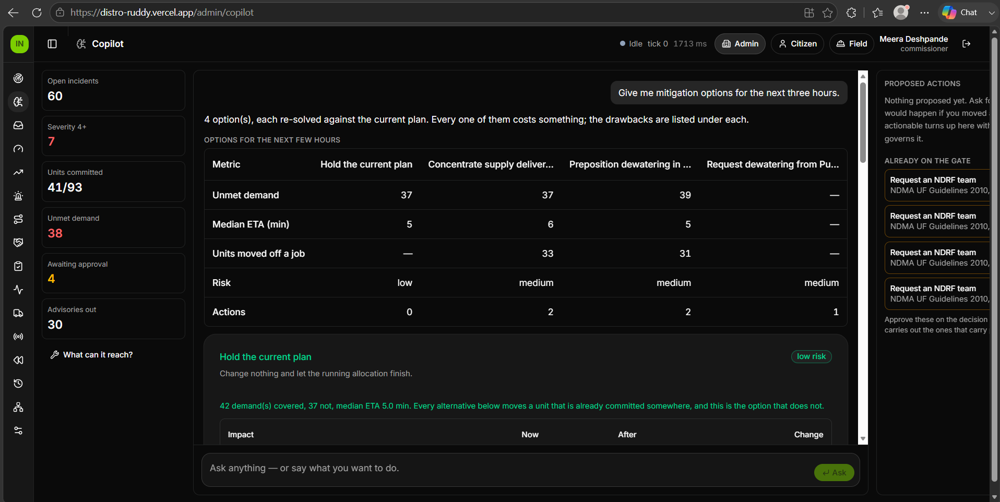 https://distro-ruddy.vercel.app/admin/copilot
Chat
IN
Copilot
Idle tick 0 1713 ms
Admin
Citizen
Field
Meera Deshpande
commissioner
Open incidents
60
Severity 4+
7
Units committed
41/93
Unmet demand
38
Awaiting approval
4
Advisories out
30
What can it reach?
Give me mitigation options for the next three hours.
4 option(s), each re-solved against the current plan. Every one of them costs something; the drawbacks are listed under each.
OPTIONS FOR THE NEXT FEW HOURS
Metric Hold the current plan Concentrate supply deliver... Preposition dewatering in ... Request dewatering from Pu...
Unmet demand 37 37 39 —
Median ETA (min) 5 6 5 —
Units moved off a job — 33 31 —
Risk low medium medium medium
Actions 0 2 2 1
Hold the current plan
low risk
Change nothing and let the running allocation finish.
42 demand(s) covered, 37 not, median ETA 5.0 min. Every alternative below moves a unit that is already committed somewhere, and this is the option that does not.
Impact Now After Change
Ask anything — or say what you want to do.
Ask
PROPOSED ACTIONS
Nothing proposed yet. Ask
would happen if you moved
actionable turns up here
governs it.
ALREADY ON THE GATE
Request an NDRF team
NDMA UF Guidelines 2010,
Request an NDRF team
NDMA UF Guidelines 2010,
Request an NDRF team
NDMA UF Guidelines 2010,
Request an NDRF team
NDMA UF Guidelines 2010,
Approve these on the decision
carries out the ones that carry